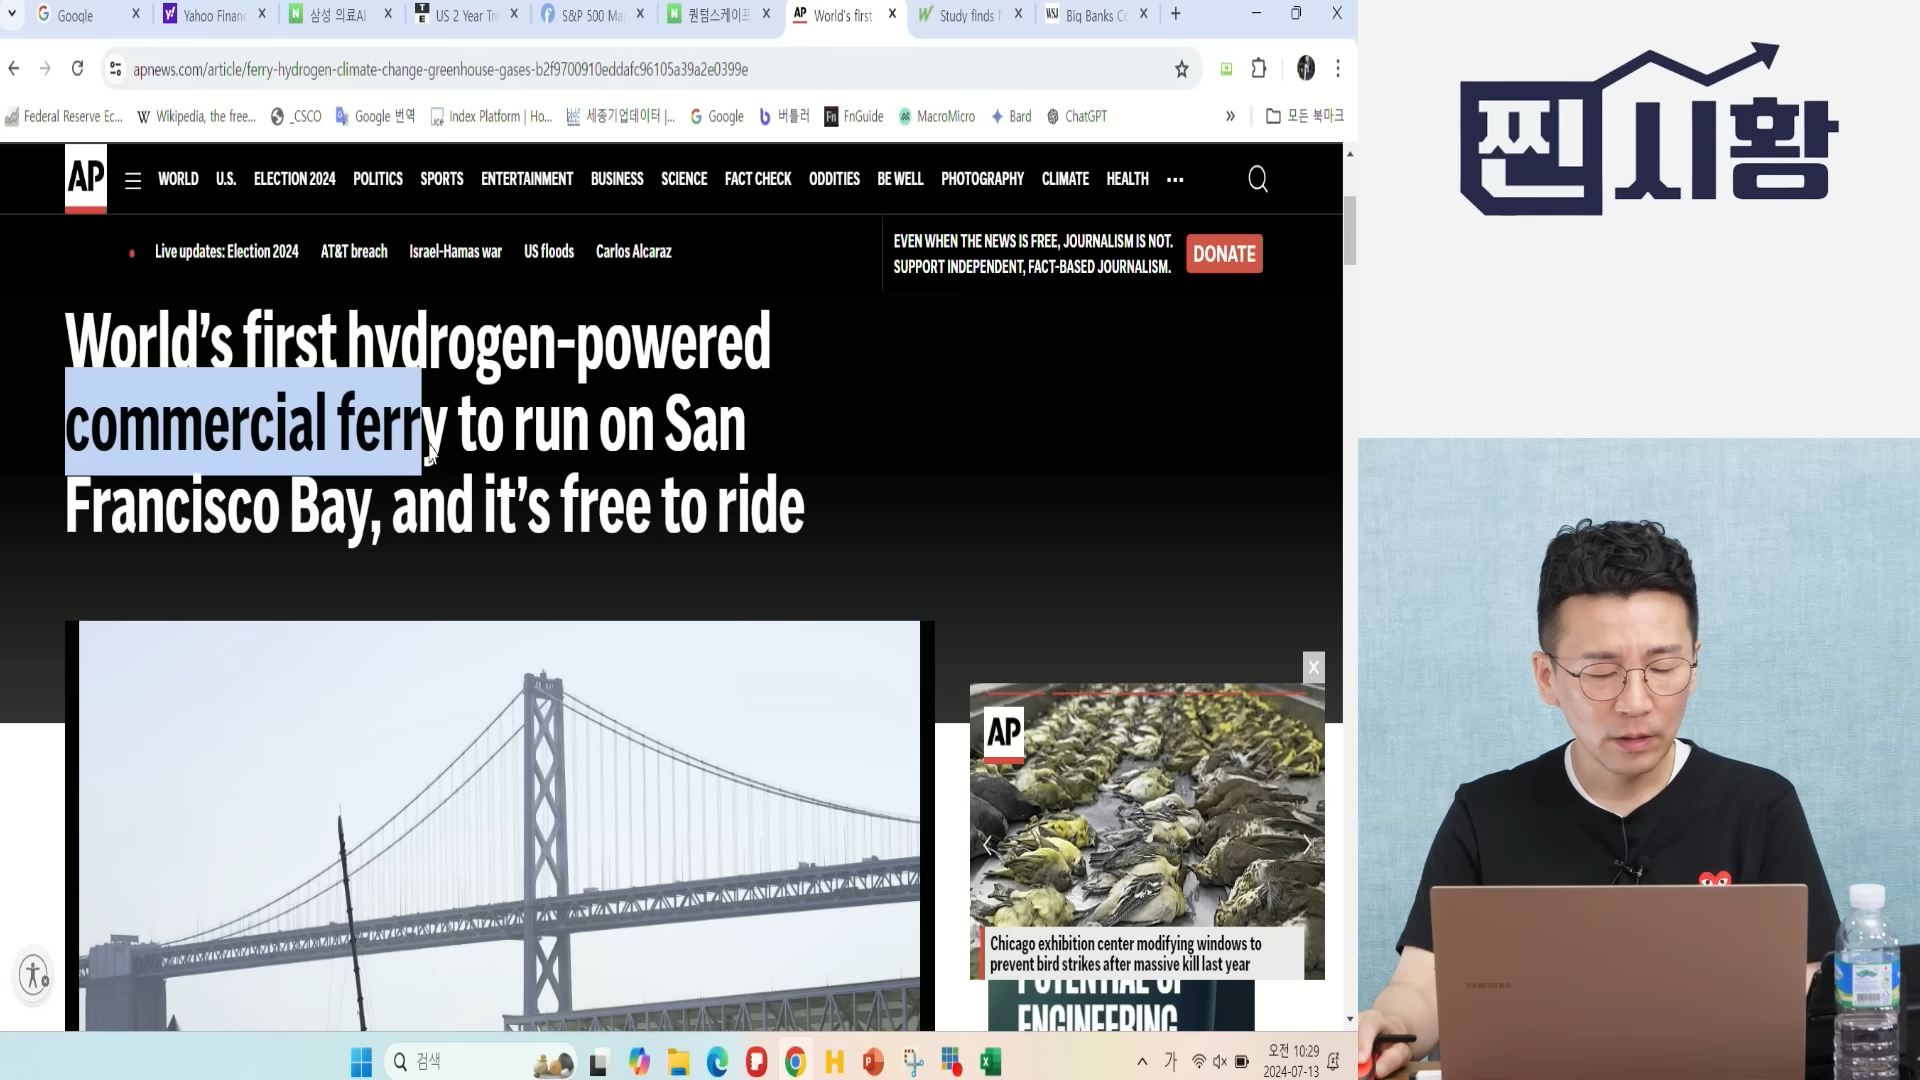 Google
Yahoo Finan
삼성 의료AI
US 2 Year Tre
S&P 500 Ma
퀀텀스케이프
World's first
Study finds
Big Banks Co
apnews.com/article/ferry-hydrogen-climate-change-greenhouse-gases-b2f9700910eddafc96105a39a2e0399e
Federal Reserve Ec...
Wikipedia, the free...
_CSCO
Google 번역
Index Platform | Ho...
세종기업데이터 |...
Google
버틀러
FnGuide
MacroMicro
Bard
ChatGPT
모든 북마크
AP
WORLD U.S. ELECTION 2024 POLITICS SPORTS ENTERTAINMENT BUSINESS SCIENCE FACT CHECK ODDITIES BE WELL PHOTOGRAPHY CLIMATE HEALTH ...
Live updates: Election 2024 AT&T breach Israel-Hamas war US floods Carlos Alcaraz
EVEN WHEN THE NEWS IS FREE, JOURNALISM IS NOT.
SUPPORT INDEPENDENT, FACT-BASED JOURNALISM.
DONATE
World's first hydrogen-powered
commercial ferry to run on San
Francisco Bay, and it's free to ride
AP
Chicago exhibition center modifying windows to
prevent bird strikes after massive kill last year
POTENTIAL OF
ENGINEERING
검색
가
오전 10:29
2024-07-13
찐시황
SAMSUNG